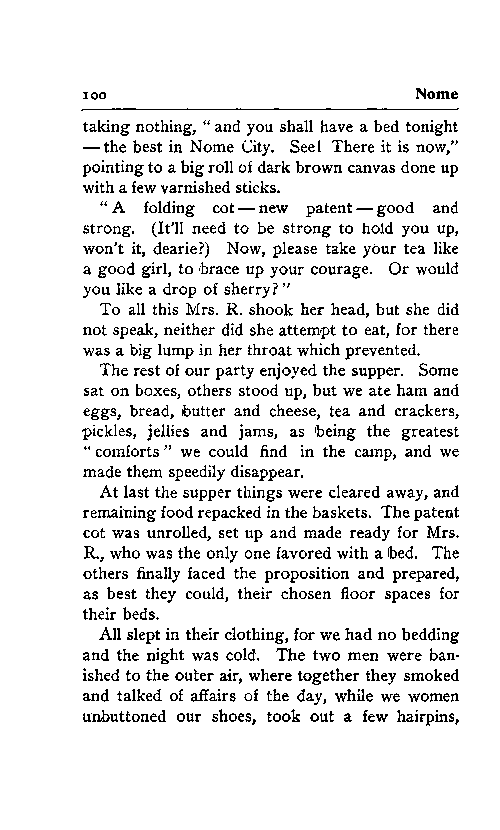 100 Nome
taking nothing, “ and you shall have a bed tonight
— the best in Nome City. See! There it is now,”
pointing to a big roll of dark brown canvas done up
with a few varnished sticks.
“ A folding cot — new patent — good and
strong. (It’ll need to be strong to hold you up,
won’t it, dearie?) Now, please take your tea like
a good girl, to brace up your courage. Or would
you like a drop of sherry? ”
To all this Mrs. R. shook her head, but she did
not speak, neither did she attempt to eat, for there
was a big lump in her throat which prevented.
The rest of our party enjoyed the supper. Some
sat on boxes, others stood up, but we ate ham and
eggs, bread, butter and cheese, tea and crackers,
pickles, jellies and jams, as being the greatest
“ comforts ” we could find in the camp, and we
made them speedily disappear.
At last the supper things were cleared away, and
remaining food repacked in the baskets. The patent
cot was unrolled, set up and made ready for Mrs.
R., who was the only one favored with a bed. The
others finally faced the proposition and prepared,
as best they could, their chosen floor spaces for
their beds.
All slept in their clothing, for we had no bedding
and the night was cold. The two men were ban-
ished to the outer air, where together they smoked
and talked of affairs of the day, while we women
unbuttoned our shoes, took out a few hairpins,